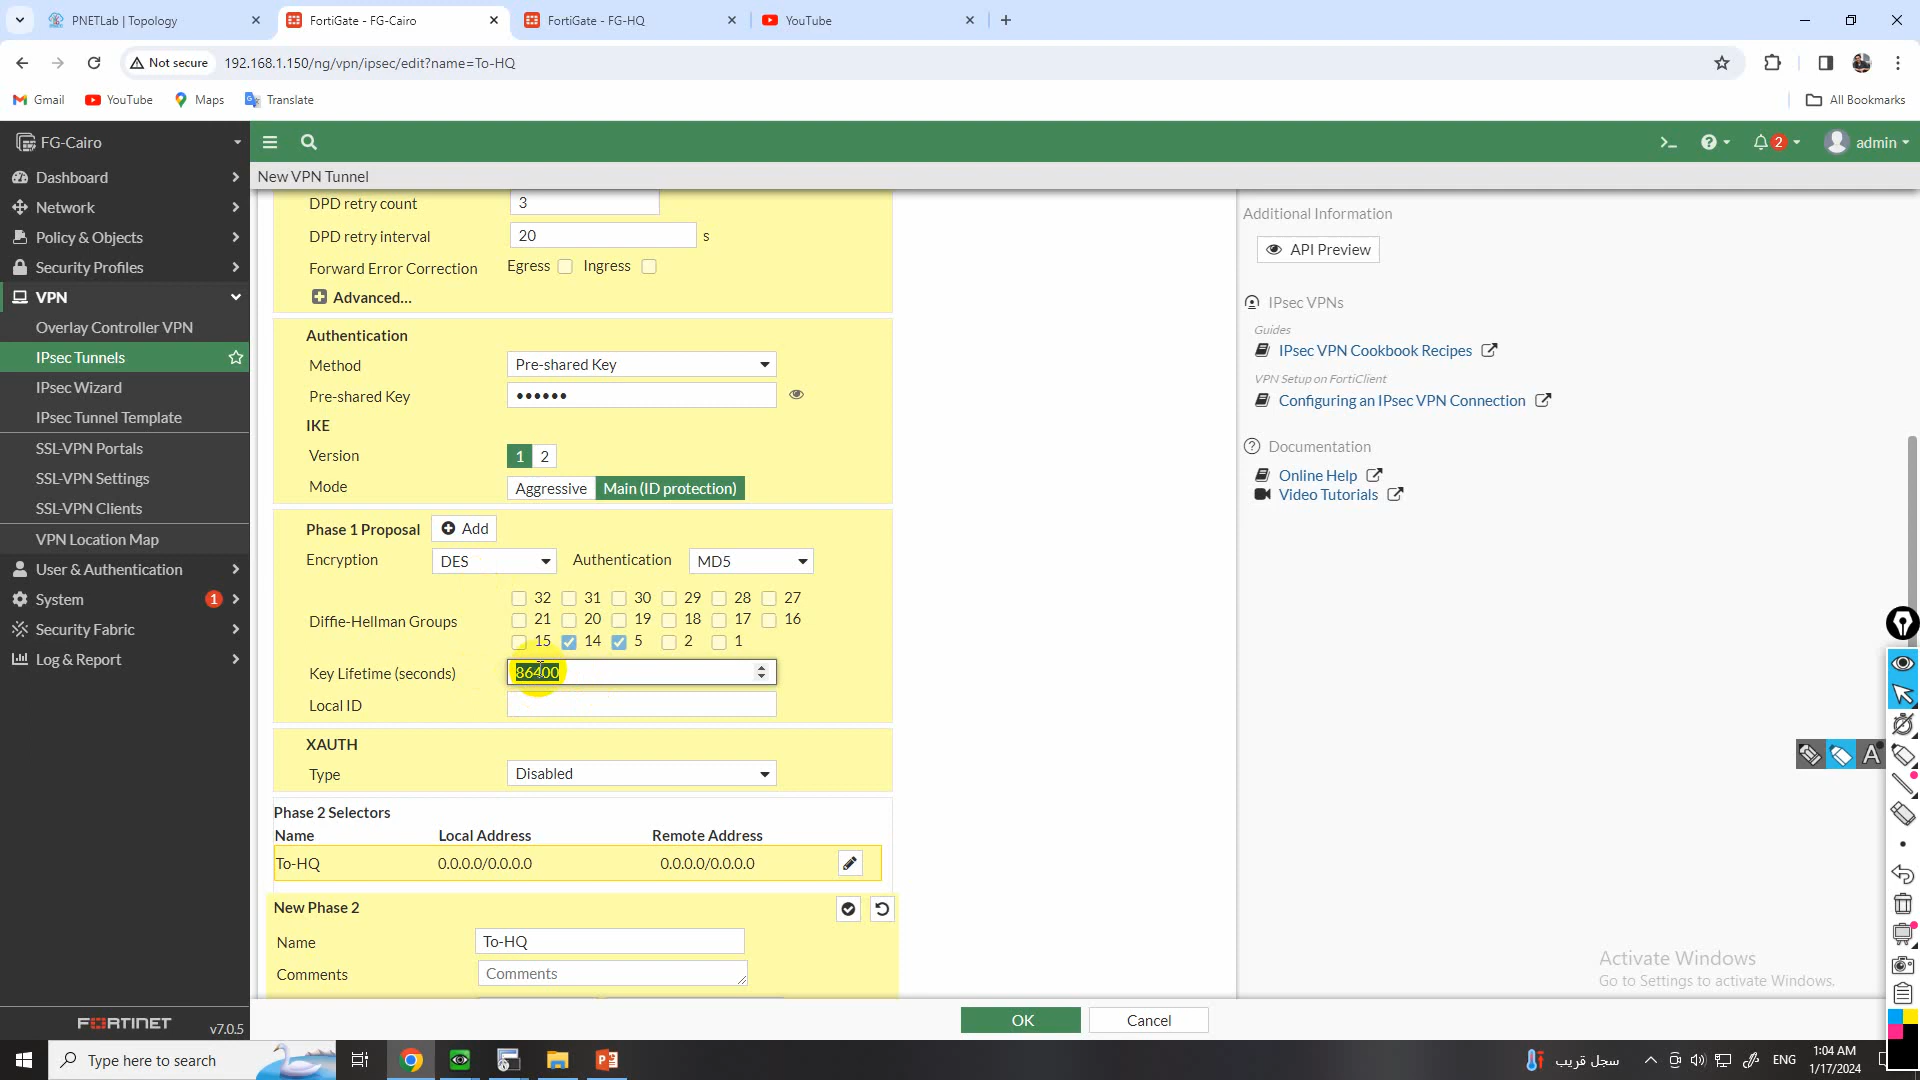 PNETLab | Topology
FortiGate - FG-Cairo
FortiGate - FG-HQ
YouTube
Not secure
192.168.1.150/ng/vpn/ipsec/edit?name=To-HQ
Gmail
YouTube
Maps
Translate
All Bookmarks
FG-Cairo
2
admin
Dashboard
Network
Policy & Objects
Security Profiles
VPN
Overlay Controller VPN
IPsec Tunnels
IPsec Wizard
IPsec Tunnel Template
SSL-VPN Portals
SSL-VPN Settings
SSL-VPN Clients
VPN Location Map
User & Authentication
System 1
Security Fabric
Log & Report
FORTINET v7.0.5
New VPN Tunnel
DPD retry count 3
DPD retry interval 20 s
Forward Error Correction Egress Ingress
Advanced...
Authentication
Method Pre-shared Key
Pre-shared Key ••••••
IKE
Version 1 2
Mode Aggressive Main (ID protection)
Phase 1 Proposal Add
Encryption DES Authentication MD5
32 31 30 29 28 27
Diffie-Hellman Groups 21 20 19 18 17 16
15 14 5 2 1
Key Lifetime (seconds) 86400
Local ID
XAUTH
Type Disabled
Phase 2 Selectors
Name Local Address Remote Address
To-HQ 0.0.0.0/0.0.0.0 0.0.0.0/0.0.0.0
New Phase 2
Name To-HQ
Comments Comments
OK Cancel
Additional Information
API Preview
IPsec VPNs
Guides
IPsec VPN Cookbook Recipes
VPN Setup on FortiClient
Configuring an IPsec VPN Connection
Documentation
Online Help
Video Tutorials
A
Activate Windows
Go to Settings to activate Windows.
Type here to search
سجل قريب
ENG
1:04 AM
1/17/2024